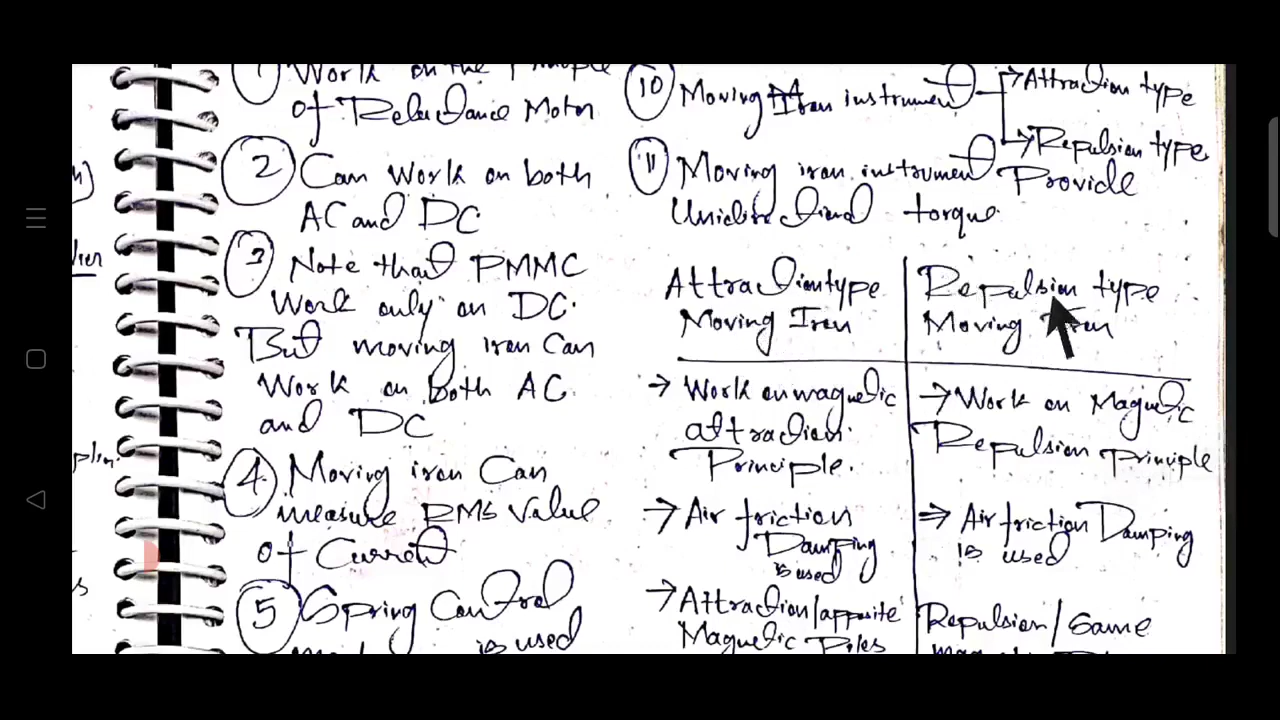 Work on the Principle
of Reluctance Motor
2 Can Work on both
AC and DC
3 Note that PMMC
Work only on DC.
But moving iron Can
Work on both AC
and DC
4 Moving iron Can
measure RMS Value
of Current
5 Spring Control
is used
10 Moving Iron instrument → Attraction type
→ Repulsion type
11 Moving iron instrument Provide
Unidirectional torque.
Attraction type
Moving Iron
→ Work on magnetic
attraction
Principle.
→ Air friction
Damping
is used
→ Attraction/opposite
Magnetic Poles
Repulsion type
Moving Iron
→ Work on Magnetic
Repulsion principle
⇒ Air friction Damping
is used
Repulsion/Same